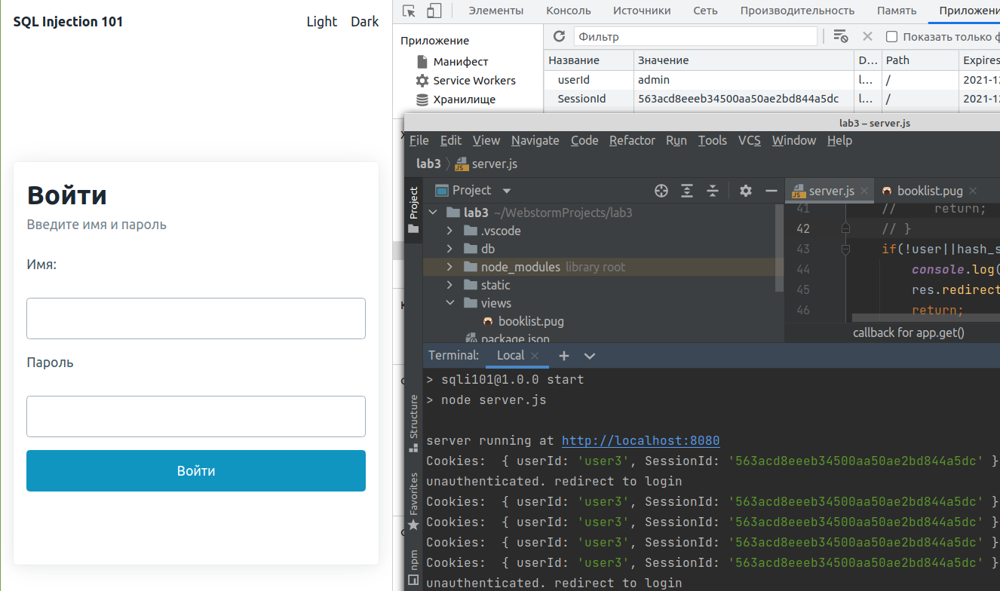 SQL Injection 101 Light Dark
Войти
Введите имя и пароль
Имя:
Пароль
Войти
Элементы Консоль Источники Сеть Производительность Память Приложени
Приложение
Манифест
Service Workers
Хранилище
Фильтр Показать только ф
Название Значение D… Path Expires
userId admin l… / 2021-12
SessionId 563acd8eeeb34500aa50ae2bd844a5dc l… / 2021-12
lab3 – server.js
File Edit View Navigate Code Refactor Run Tools VCS Window Help
lab3 server.js
Project
Project
server.js booklist.pug
lab3 ~/WebstormProjects/lab3
.vscode
db
node_modules library root
static
views
booklist.pug
package.json
41 // return;
42 // }
43 if(!user||hash_s
44 console.log(
45 res.redirect
46 return;
callback for app.get()
Terminal: Local
> sqli101@1.0.0 start
> node server.js
server running at http://localhost:8080
Cookies: { userId: 'user3', SessionId: '563acd8eeeb34500aa50ae2bd844a5dc' }
unauthenticated. redirect to login
Cookies: { userId: 'user3', SessionId: '563acd8eeeb34500aa50ae2bd844a5dc' }
Cookies: { userId: 'user3', SessionId: '563acd8eeeb34500aa50ae2bd844a5dc' }
Cookies: { userId: 'user3', SessionId: '563acd8eeeb34500aa50ae2bd844a5dc' }
Cookies: { userId: 'user3', SessionId: '563acd8eeeb34500aa50ae2bd844a5dc' }
unauthenticated. redirect to login
Structure
Favorites
npm